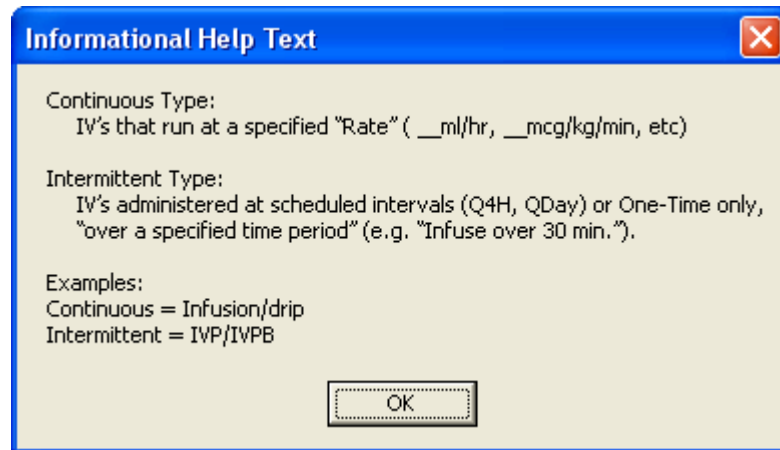 Informational Help Text
Continuous Type:
IV's that run at a specified "Rate" ( __ml/hr, __mcg/kg/min, etc)
Intermittent Type:
IV's administered at scheduled intervals (Q4H, QDay) or One-Time only,
"over a specified time period" (e.g. "Infuse over 30 min.").
Examples:
Continuous = Infusion/drip
Intermittent = IVP/IVPB
OK